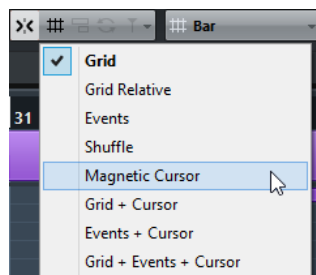 Bar
Grid
31
Grid Relative
Events
Shuffle
Magnetic Cursor
Grid + Cursor
Events + Cursor
Grid + Events + Cursor